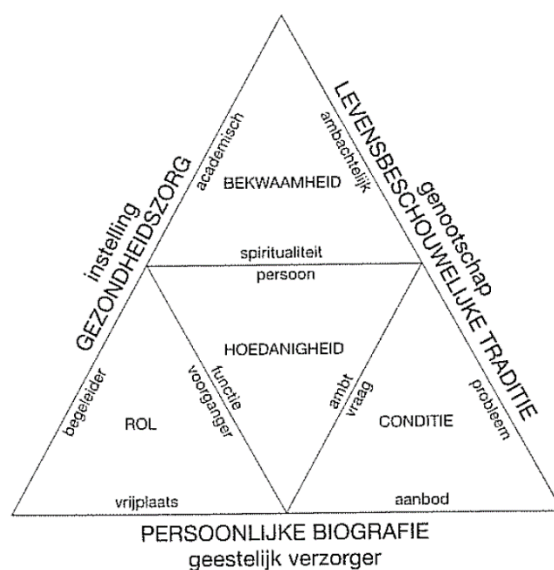 instelling
GEZONDHEIDSZORG
LEVENSBESCHOUWELIJKE TRADITIE
genootschap
academisch
ambachtelijk
BEKWAAMHEID
spiritualiteit
persoon
HOEDANIGHEID
functie
voorganger
ambt
vraag
begeleider
ROL
vrijplaats
CONDITIE
probleem
aanbod
PERSOONLIJKE BIOGRAFIE
geestelijk verzorger